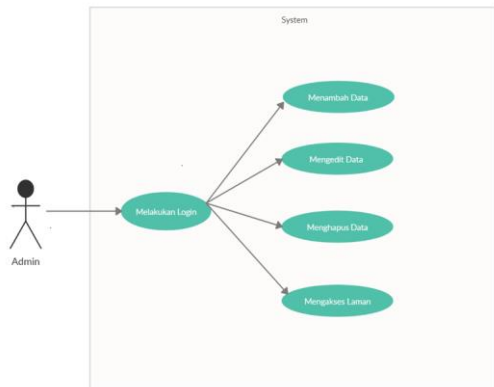 System
Menambah Data
Mengedit Data
Melakukan Login
Menghapus Data
Admin
Mengakses Laman